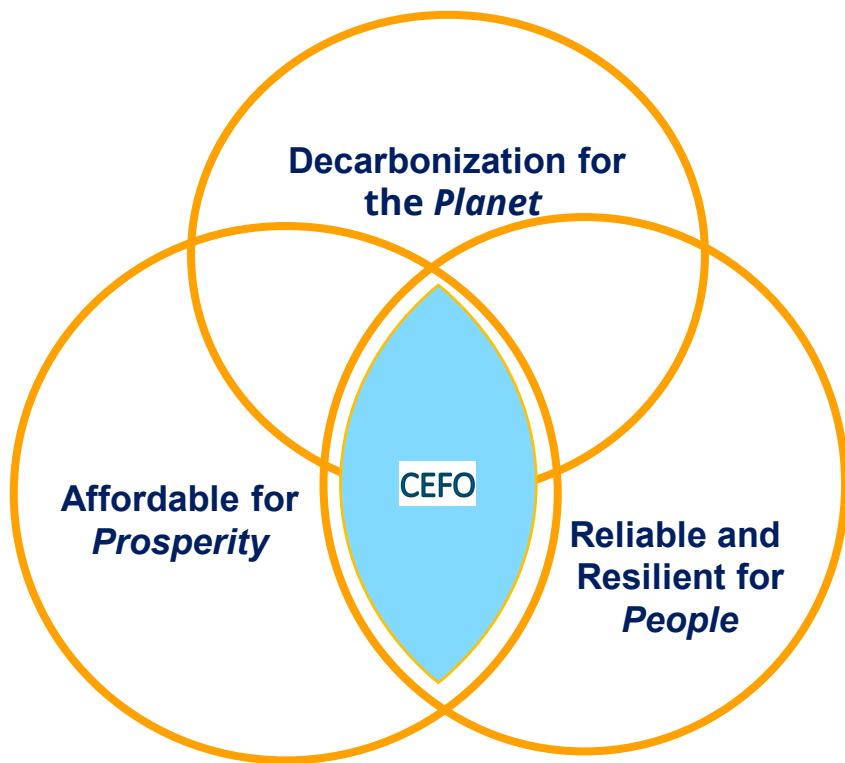 Decarbonization for
the Planet
CEFO
Affordable for
Prosperity
Reliable and
Resilient for
People